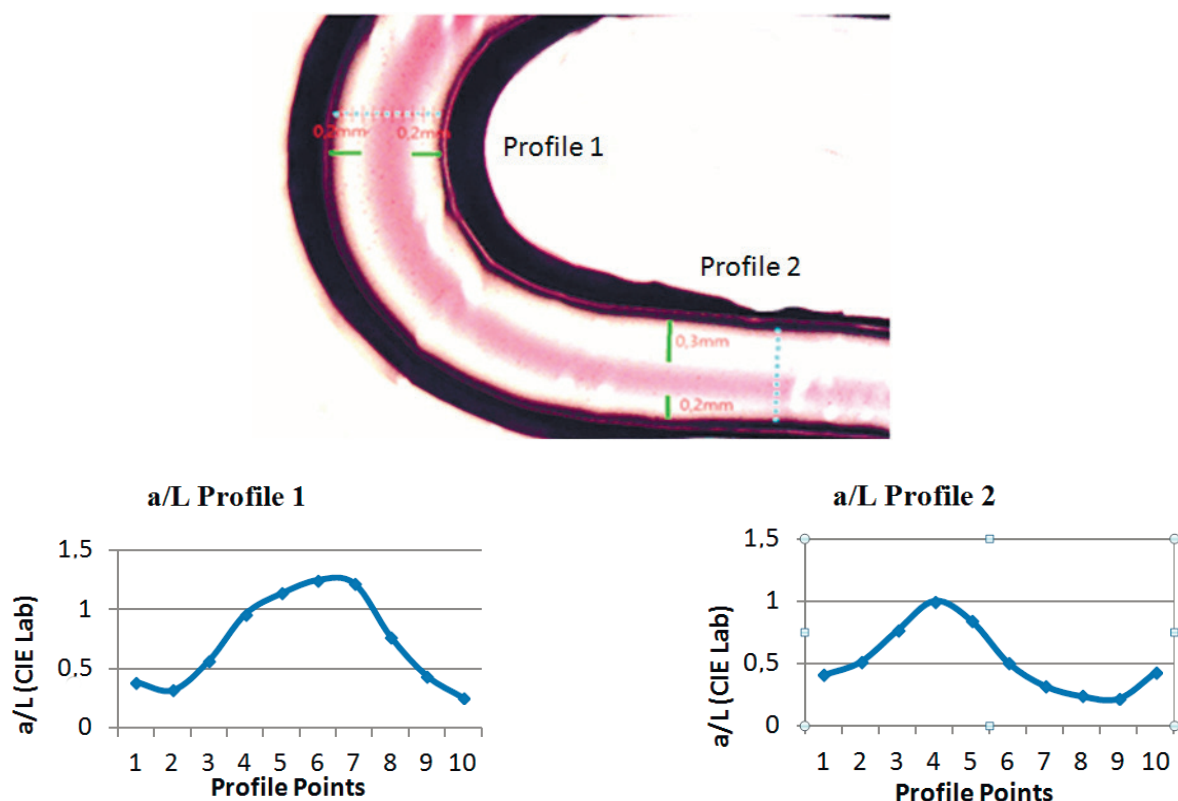 0,2mm 0,2mm
Profile 1
Profile 2
0,3mm
0,2mm
a/L Profile 1
1,5
1
0,5
0
a/L (CIE Lab)
1 2 3 4 5 6 7 8 9 10
Profile Points
a/L Profile 2
1,5
1
0,5
0
a/L (CIE Lab)
1 2 3 4 5 6 7 8 9 10
Profile Points